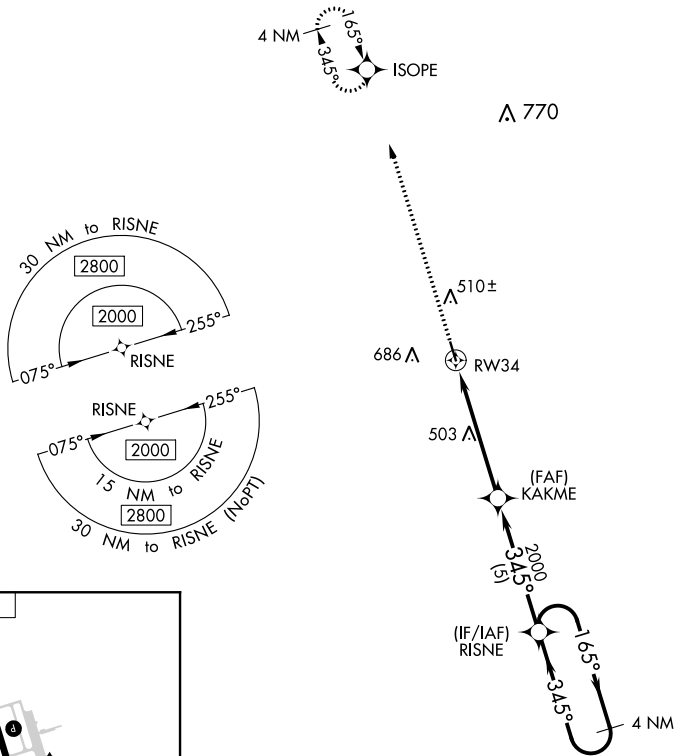 4 NM
165°
345°
ISOPE
770
30 NM to RISNE
2800
2000
255°
075°
RISNE
510±
686
RW34
RISNE
255°
075°
2000
15 NM to RISNE
2800
30 NM to RISNE (NoPT)
503
(FAF)
KAKME
2000
345°
(5)
(IF/IAF)
RISNE
165°
345°
4 NM
P